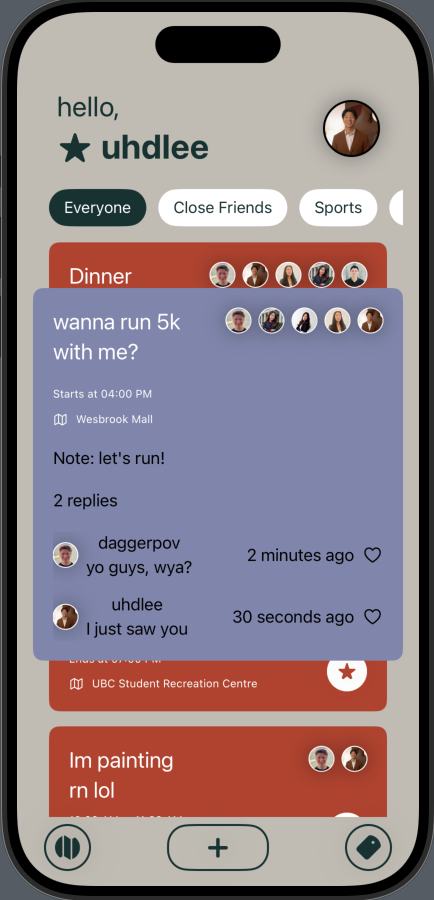 hello,
uhdlee
Everyone
Close Friends
Sports
Dinner
wanna run 5k
with me?
Starts at 04:00 PM
Wesbrook Mall
Note: let's run!
2 replies
daggerpov
yo guys, wya?
2 minutes ago
uhdlee
I just saw you
30 seconds ago
UBC Student Recreation Centre
Im painting
rn lol